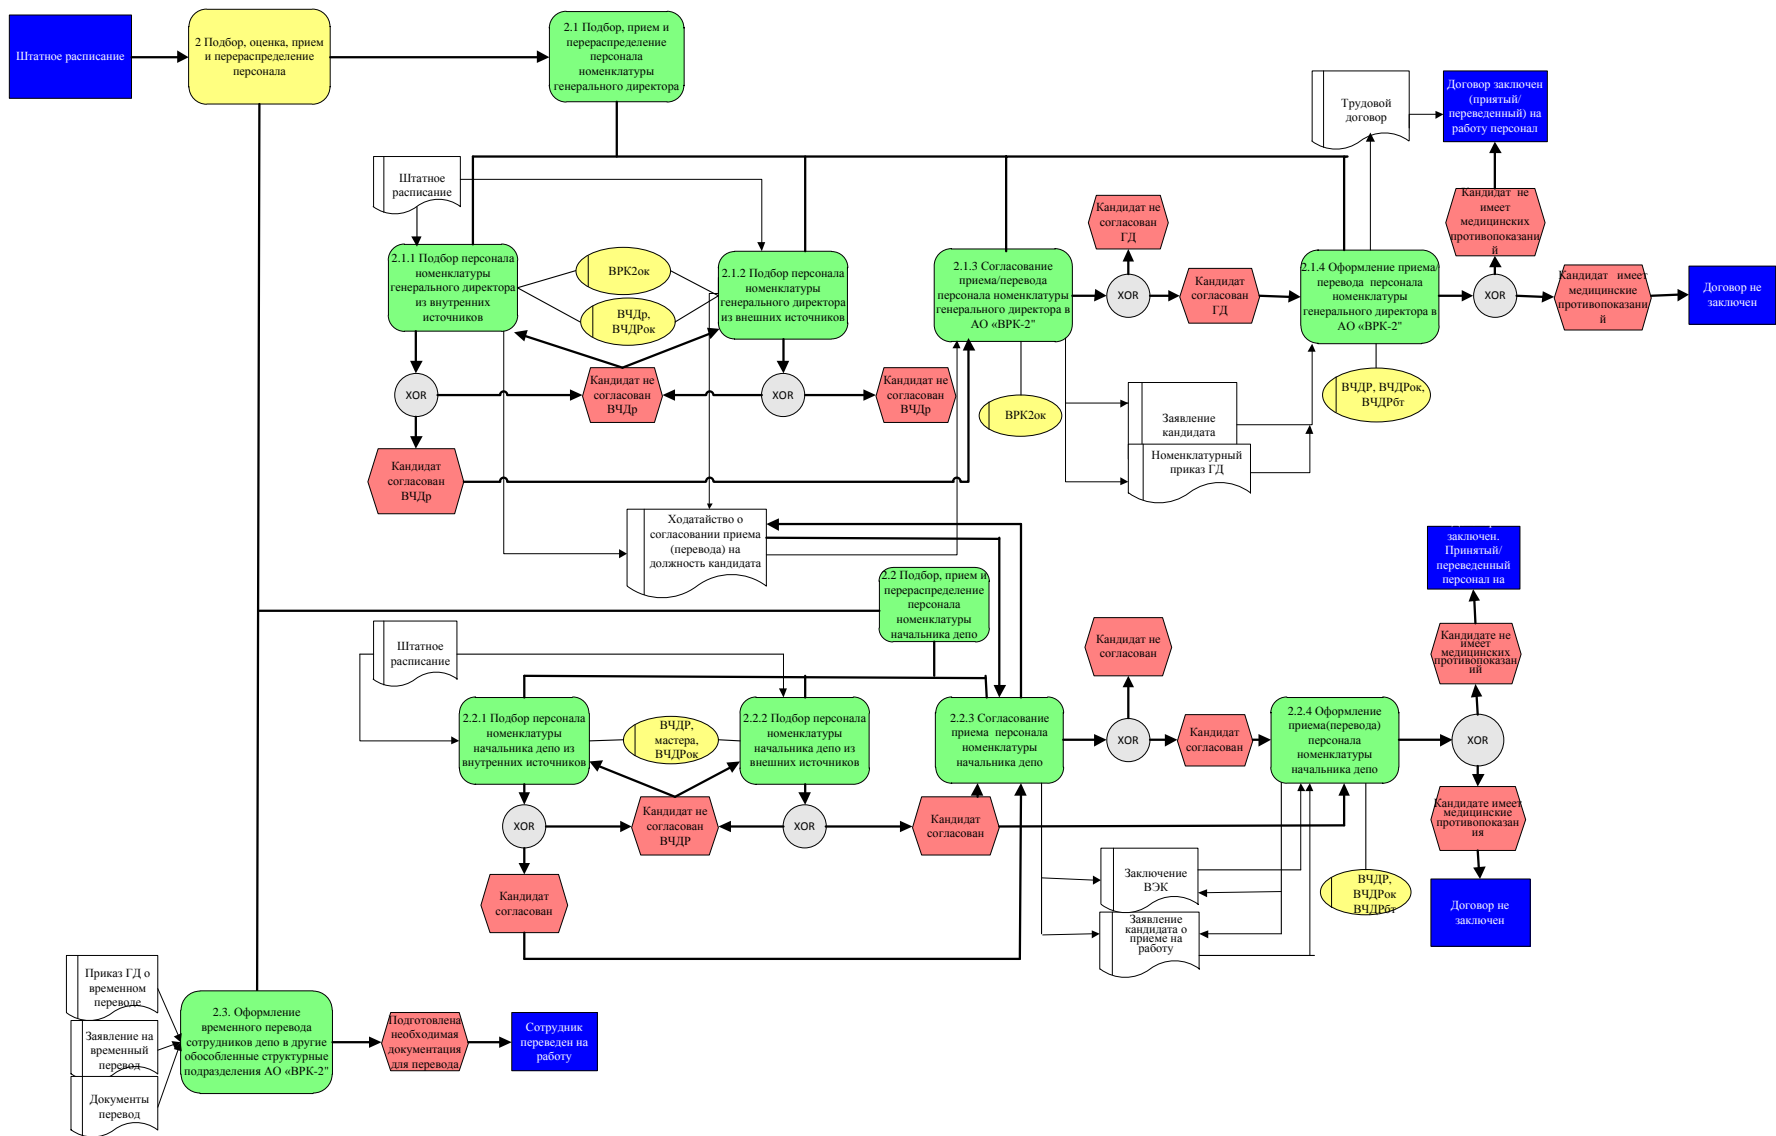 Штатное расписание
2 Подбор, оценка, прием
и перераспределение
персонала
2.1 Подбор, прием и
перераспределение
персонала
номенклатуры
генерального директора
Трудовой
договор
Договор заключен
(приятый/
переведенный) на
работу персонал
Штатное
расписание
Кандидат не
согласован
ГД
Кандидат не
имеет
медицинских
противопоказани
й
2.1.1 Подбор персонала
номенклатуры
генерального директора
из внутренних
источников
ВРК2ок
ВЧДр,
ВЧДРок
2.1.2 Подбор персонала
номенклатуры
генерального директора
из внешних источников
2.1.3 Согласование
приема/перевода
персонала номенклатуры
генерального директора в
АО «ВРК-2"
XOR
Кандидат
согласован
ГД
2.1.4 Оформление приема/
перевода персонала
номенклатуры
генерального директора в
АО «ВРК-2"
XOR
Кандидат имеет
медицинские
противопоказани
й
Договор не
заключен
XOR
Кандидат не
согласован
ВЧДр
XOR
Кандидат не
согласован
ВЧДр
ВРК2ок
ВЧДР, ВЧДРок,
ВЧДРбт
Заявление
кандидата
Номенклатурный
приказ ГД
Кандидат
согласован
ВЧДр
Ходатайство о
согласовании приема
(перевода) на
должность кандидата
заключен.
Принятый/
переведенный
персонал на
2.2 Подбор, прием и
перераспределение
персонала
номенклатуры
начальника депо
Штатное
расписание
Кандидат не
согласован
Кандидате не
имеет
медицинских
противопоказан
ий
2.2.1 Подбор персонала
номенклатуры
начальника депо из
внутренних источников
ВЧДР,
мастера,
ВЧДРок
2.2.2 Подбор персонала
номенклатуры
начальника депо из
внешних источников
2.2.3 Согласование
приема персонала
номенклатуры
начальника депо
XOR
Кандидат
согласован
2.2.4 Оформление
приема(перевода)
персонала
номенклатуры
начальника депо
XOR
XOR
Кандидат не
согласован
ВЧДР
XOR
Кандидат
согласован
Кандидате имеет
медицинские
противопоказан
ия
Кандидат
согласован
Заключение
ВЭК
Заявление
кандидата о
приеме на
работу
ВЧДР,
ВЧДРок
ВЧДРбт
Договор не
заключен
Приказ ГД о
временном
переводе
Заявление на
временный
перевод
Документы
перевод
2.3. Оформление
временного перевода
сотрудников депо в другие
обособленные структурные
подразделения АО «ВРК-2"
Подготовлена
необходимая
документация
для перевода
Сотрудник
переведен на
работу